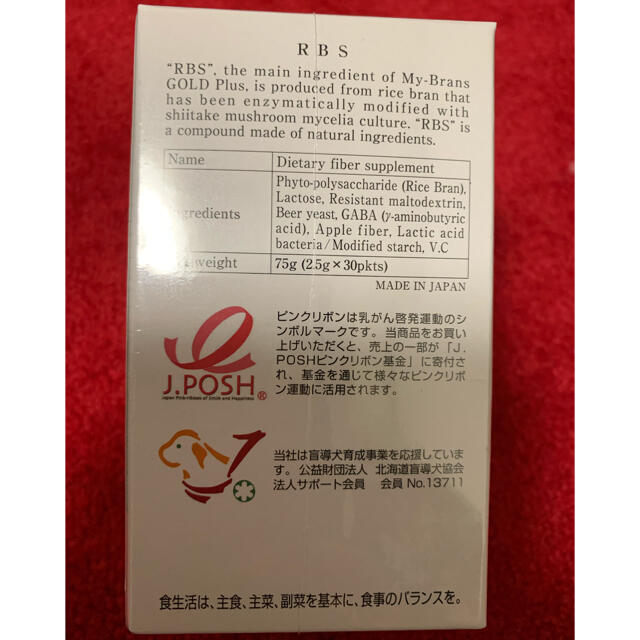 RBS
“RBS”, the main ingredient of My-Brans
GOLD Plus, is produced from rice bran that
has been enzymatically modified with
shiitake mushroom mycelia culture. “RBS” is
a compound made of natural ingredients.
Name Dietary fiber supplement
ngredients Phyto-polysaccharide (Rice Bran),
Lactose, Resistant maltodextrin,
Beer yeast, GABA (γ-aminobutyric
acid), Apple fiber, Lactic acid
bacteria/Modified starch, V.C
weight 75g (2.5g×30pkts)
MADE IN JAPAN
ピンクリボンは乳がん啓発運動のシ
ンボルマークです。当商品をお買い
上げいただくと、売上の一部が「J.
POSHピンクリボン基金」に寄付さ
れ、基金を通じて様々なピンクリボ
ン運動に活用されます。
J.POSH®
Japan Pink-ribbon of Smile and Happiness
当社は盲導犬育成事業を応援していま
す。公益財団法人 北海道盲導犬協会
法人サポート会員 会員 No.13711
食生活は、主食、主菜、副菜を基本に、食事のバランスを。